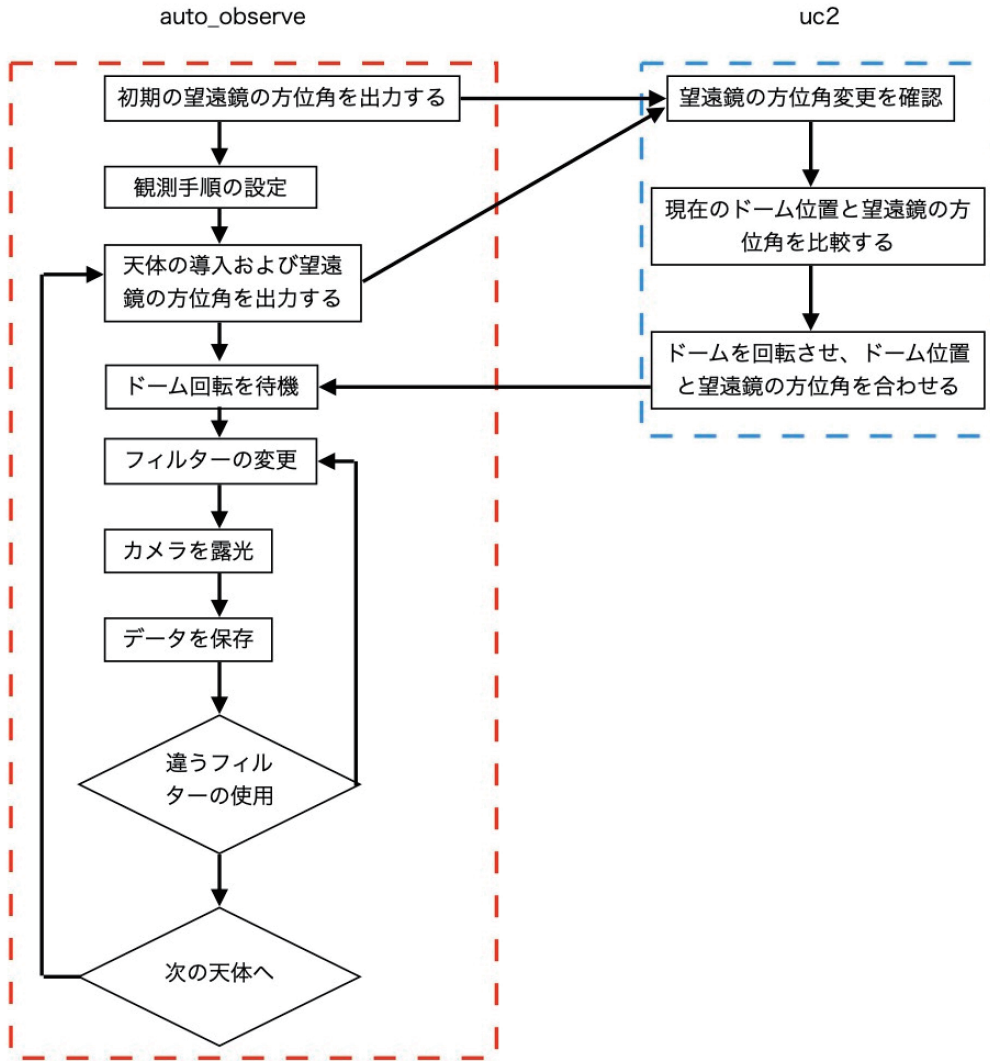 auto_observe
初期の望遠鏡の方位角を出力する
観測手順の設定
天体の導入および望遠
鏡の方位角を出力する
ドーム回転を待機
フィルターの変更
カメラを露光
データを保存
違うフィル
ターの使用
次の天体へ
uc2
望遠鏡の方位角変更を確認
現在のドーム位置と望遠鏡の方
位角を比較する
ドームを回転させ、ドーム位置
と望遠鏡の方位角を合わせる